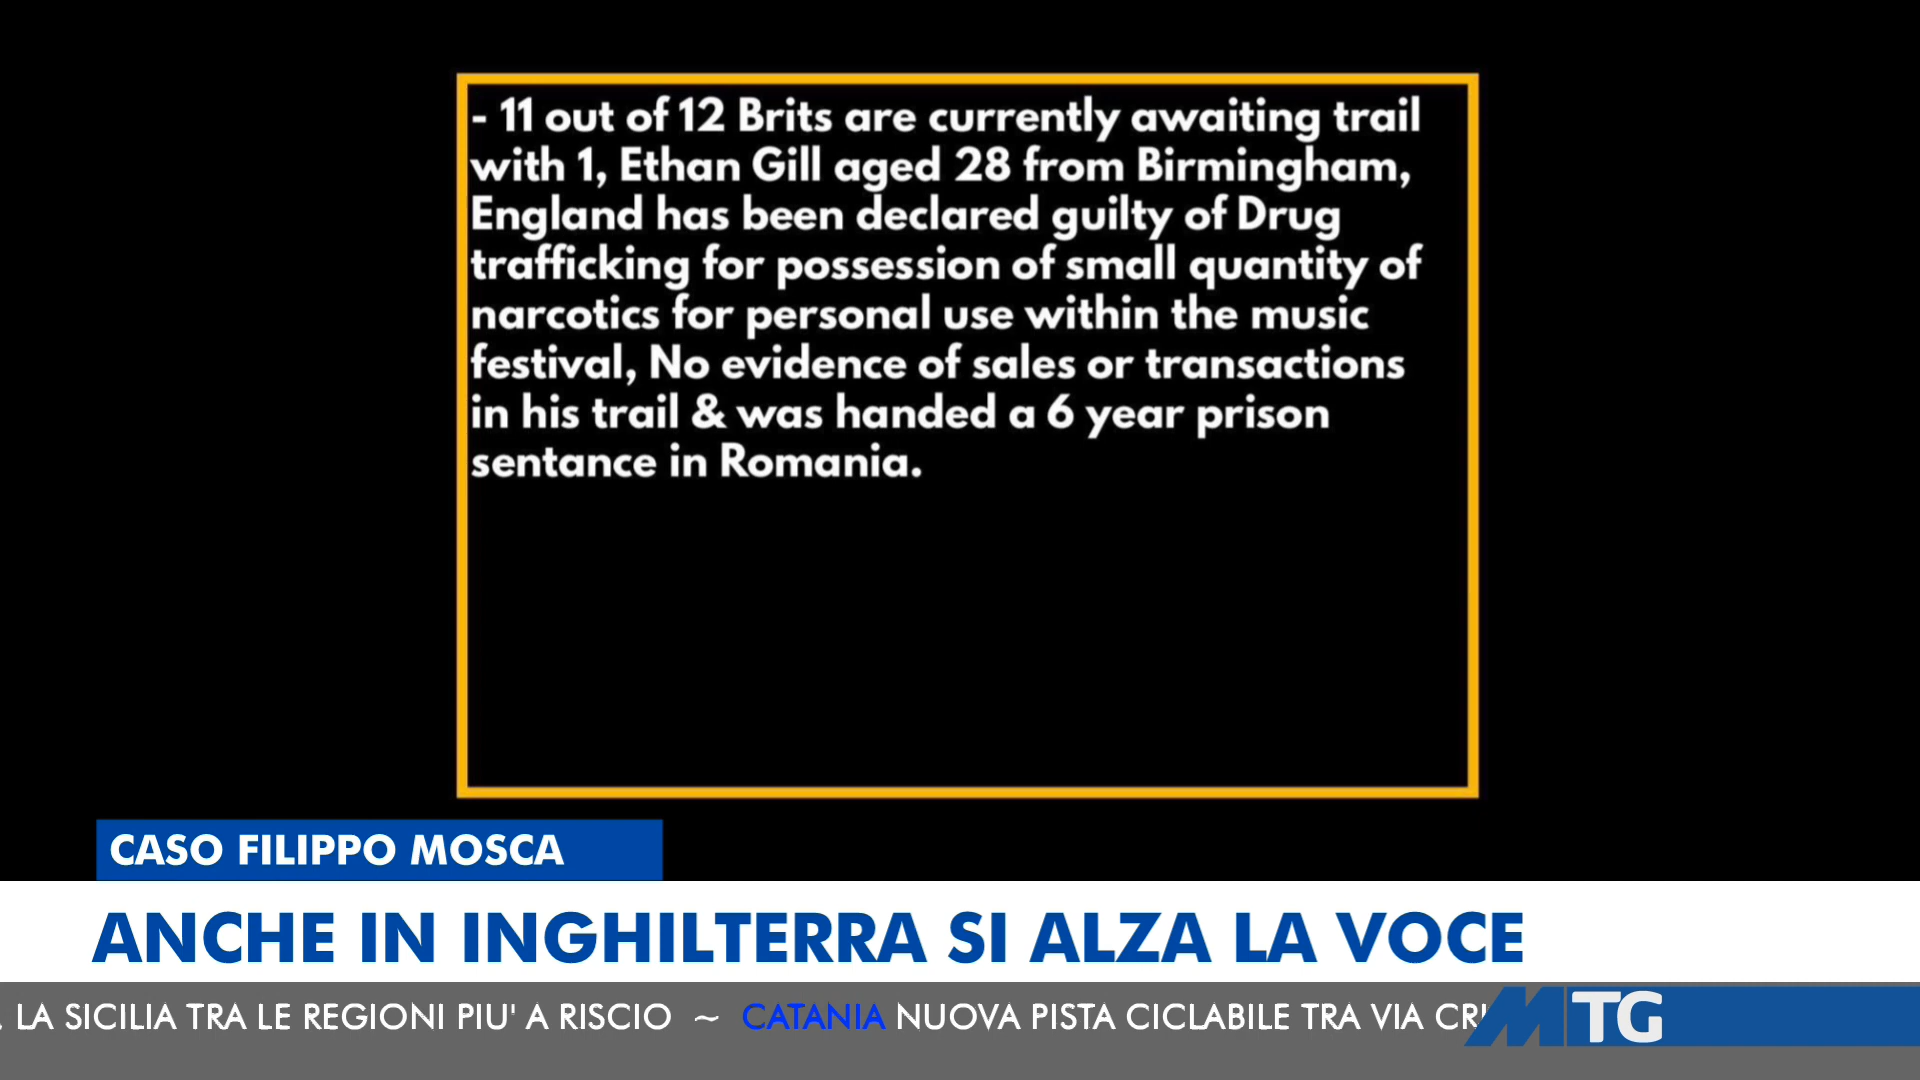 - 11 out of 12 Brits are currently awaiting trail
with 1, Ethan Gill aged 28 from Birmingham,
England has been declared guilty of Drug
trafficking for possession of small quantity of
narcotics for personal use within the music
festival, No evidence of sales or transactions
in his trail & was handed a 6 year prison
sentance in Romania.
CASO FILIPPO MOSCA
ANCHE IN INGHILTERRA SI ALZA LA VOCE
. LA SICILIA TRA LE REGIONI PIU' A RISCIO ~ CATANIA NUOVA PISTA CICLABILE TRA VIA
MTG